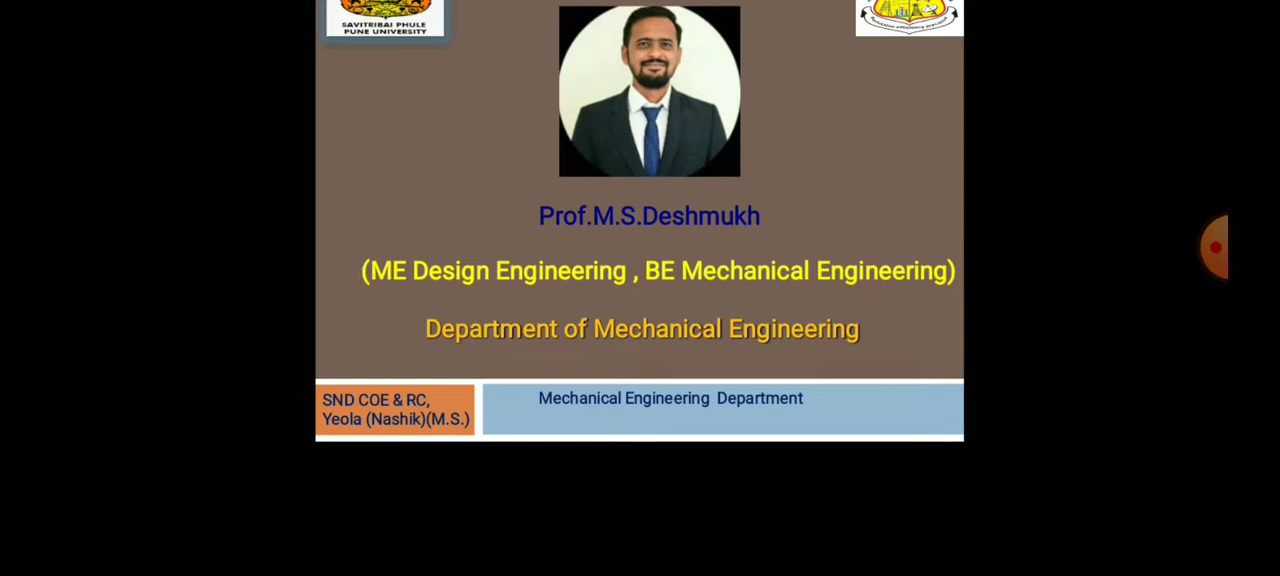 SAVITRIBAI PHULE
PUNE UNIVERSITY
Prof.M.S.Deshmukh
(ME Design Engineering , BE Mechanical Engineering)
Department of Mechanical Engineering
SND COE & RC,
Yeola (Nashik)(M.S.)
Mechanical Engineering Department